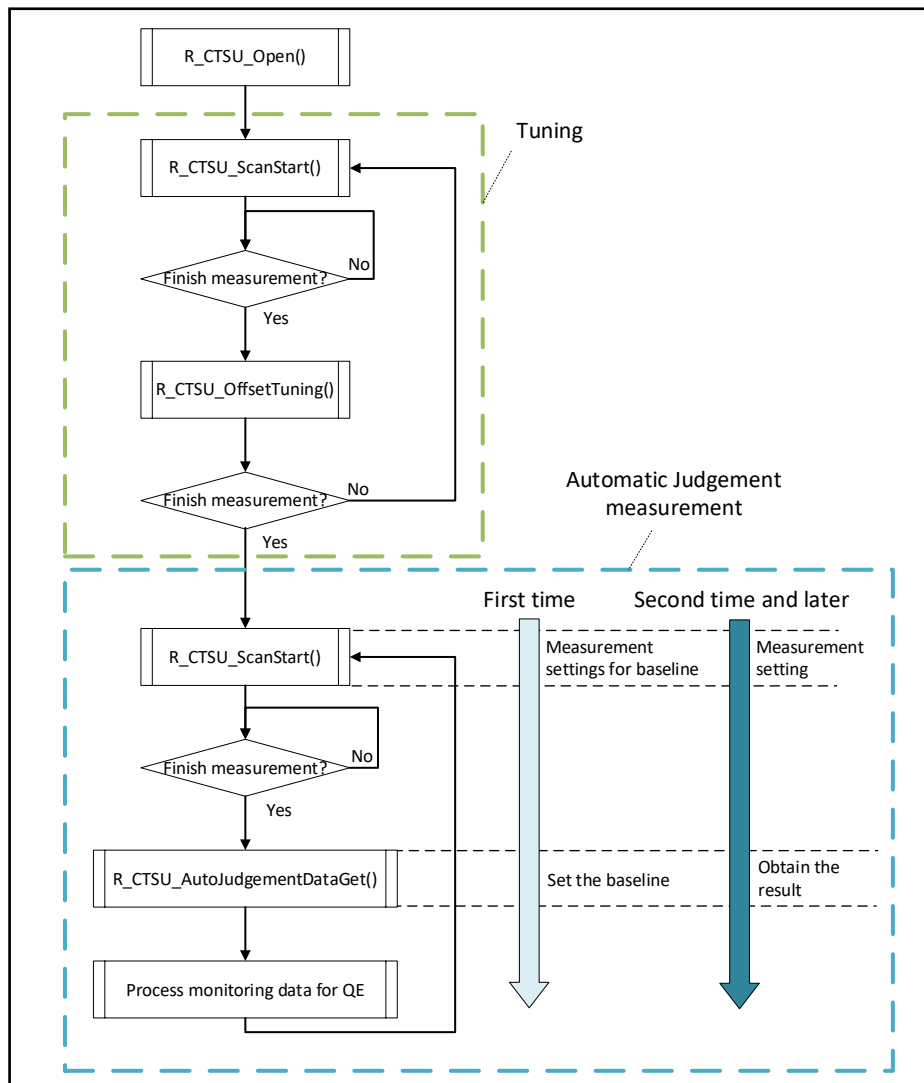 R_CTSU_Open()
Tuning
R_CTSU_ScanStart()
Finish measurement?
No
Yes
R_CTSU_OffsetTuning()
Finish measurement?
No
Yes
Automatic Judgement
measurement
First time
Second time and later
R_CTSU_ScanStart()
Measurement
settings for baseline
Measurement
setting
Finish measurement?
No
Yes
R_CTSU_AutoJudgementDataGet()
Set the baseline
Obtain the
result
Process monitoring data for QE